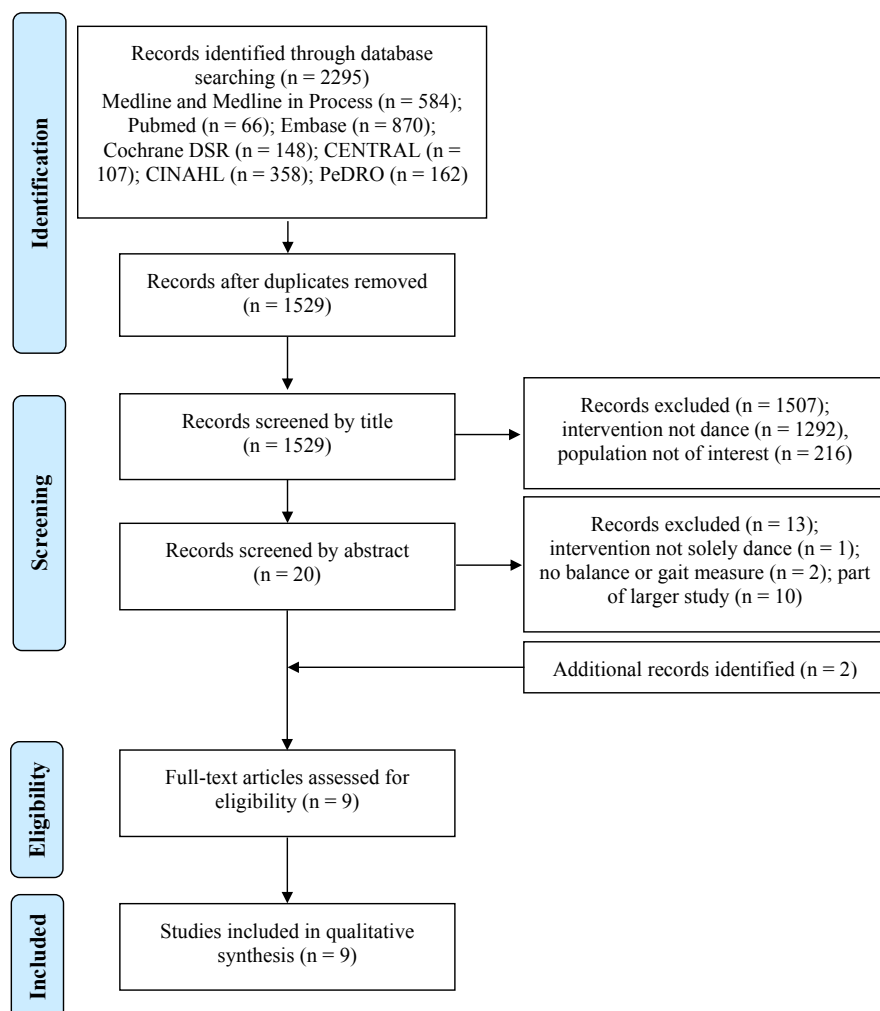 Identification
Records identified through database
searching (n = 2295)
Medline and Medline in Process (n = 584);
Pubmed (n = 66); Embase (n = 870);
Cochrane DSR (n = 148); CENTRAL (n =
107); CINAHL (n = 358); PeDRO (n = 162)
Records after duplicates removed
(n = 1529)
Screening
Records screened by title
(n = 1529)
Records excluded (n = 1507);
intervention not dance (n = 1292),
population not of interest (n = 216)
Records screened by abstract
(n = 20)
Records excluded (n = 13);
intervention not solely dance (n = 1);
no balance or gait measure (n = 2); part
of larger study (n = 10)
Additional records identified (n = 2)
Eligibility
Full-text articles assessed for
eligibility (n = 9)
Included
Studies included in qualitative
synthesis (n = 9)